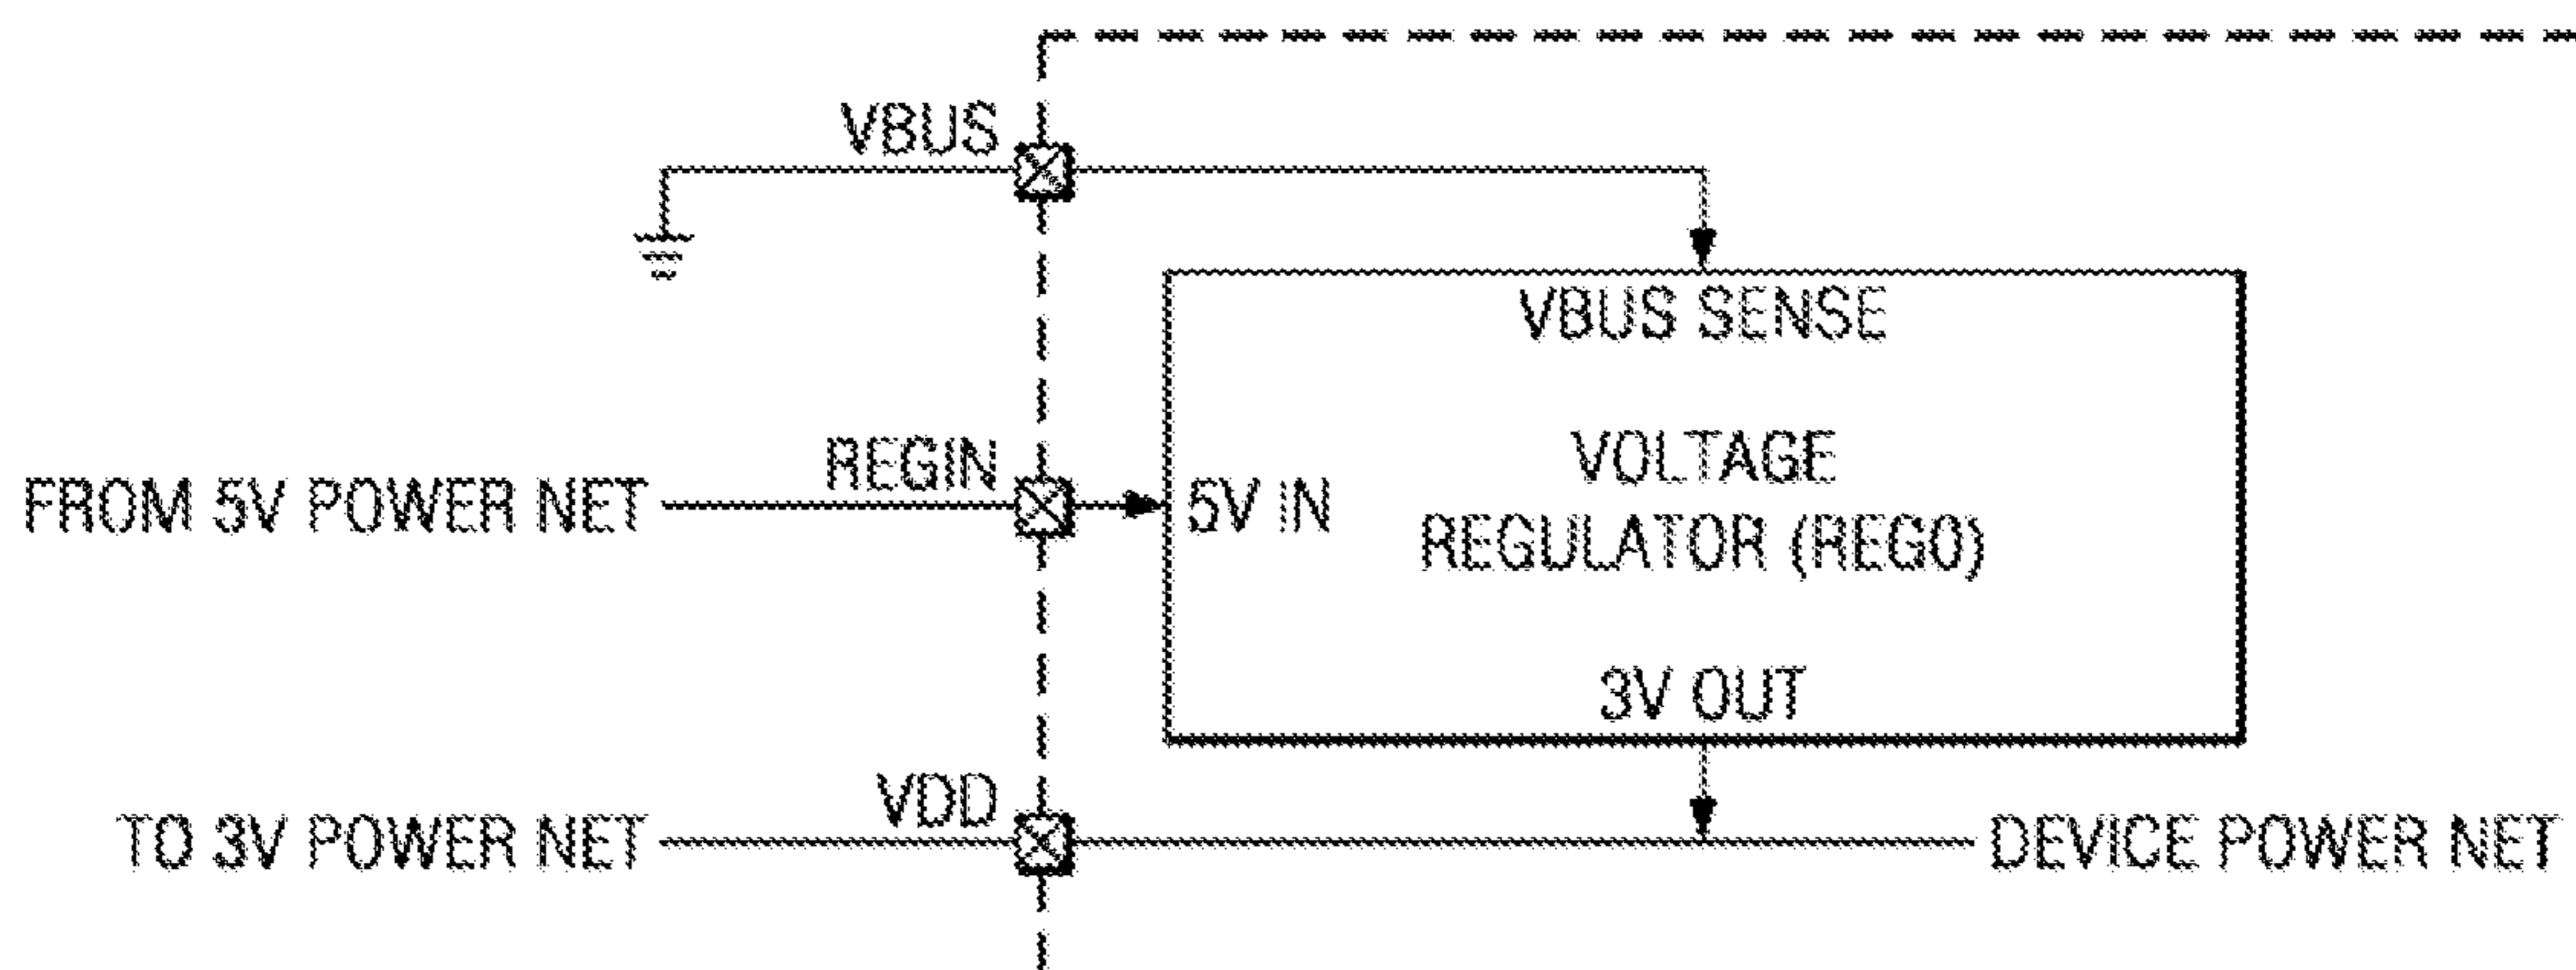 VBUS
VBUS SENSE
REGIN
FROM 5V POWER NET
5V IN
VOLTAGE
REGULATOR (REG0)
3V OUT
VDD
TO 3V POWER NET
DEVICE POWER NET